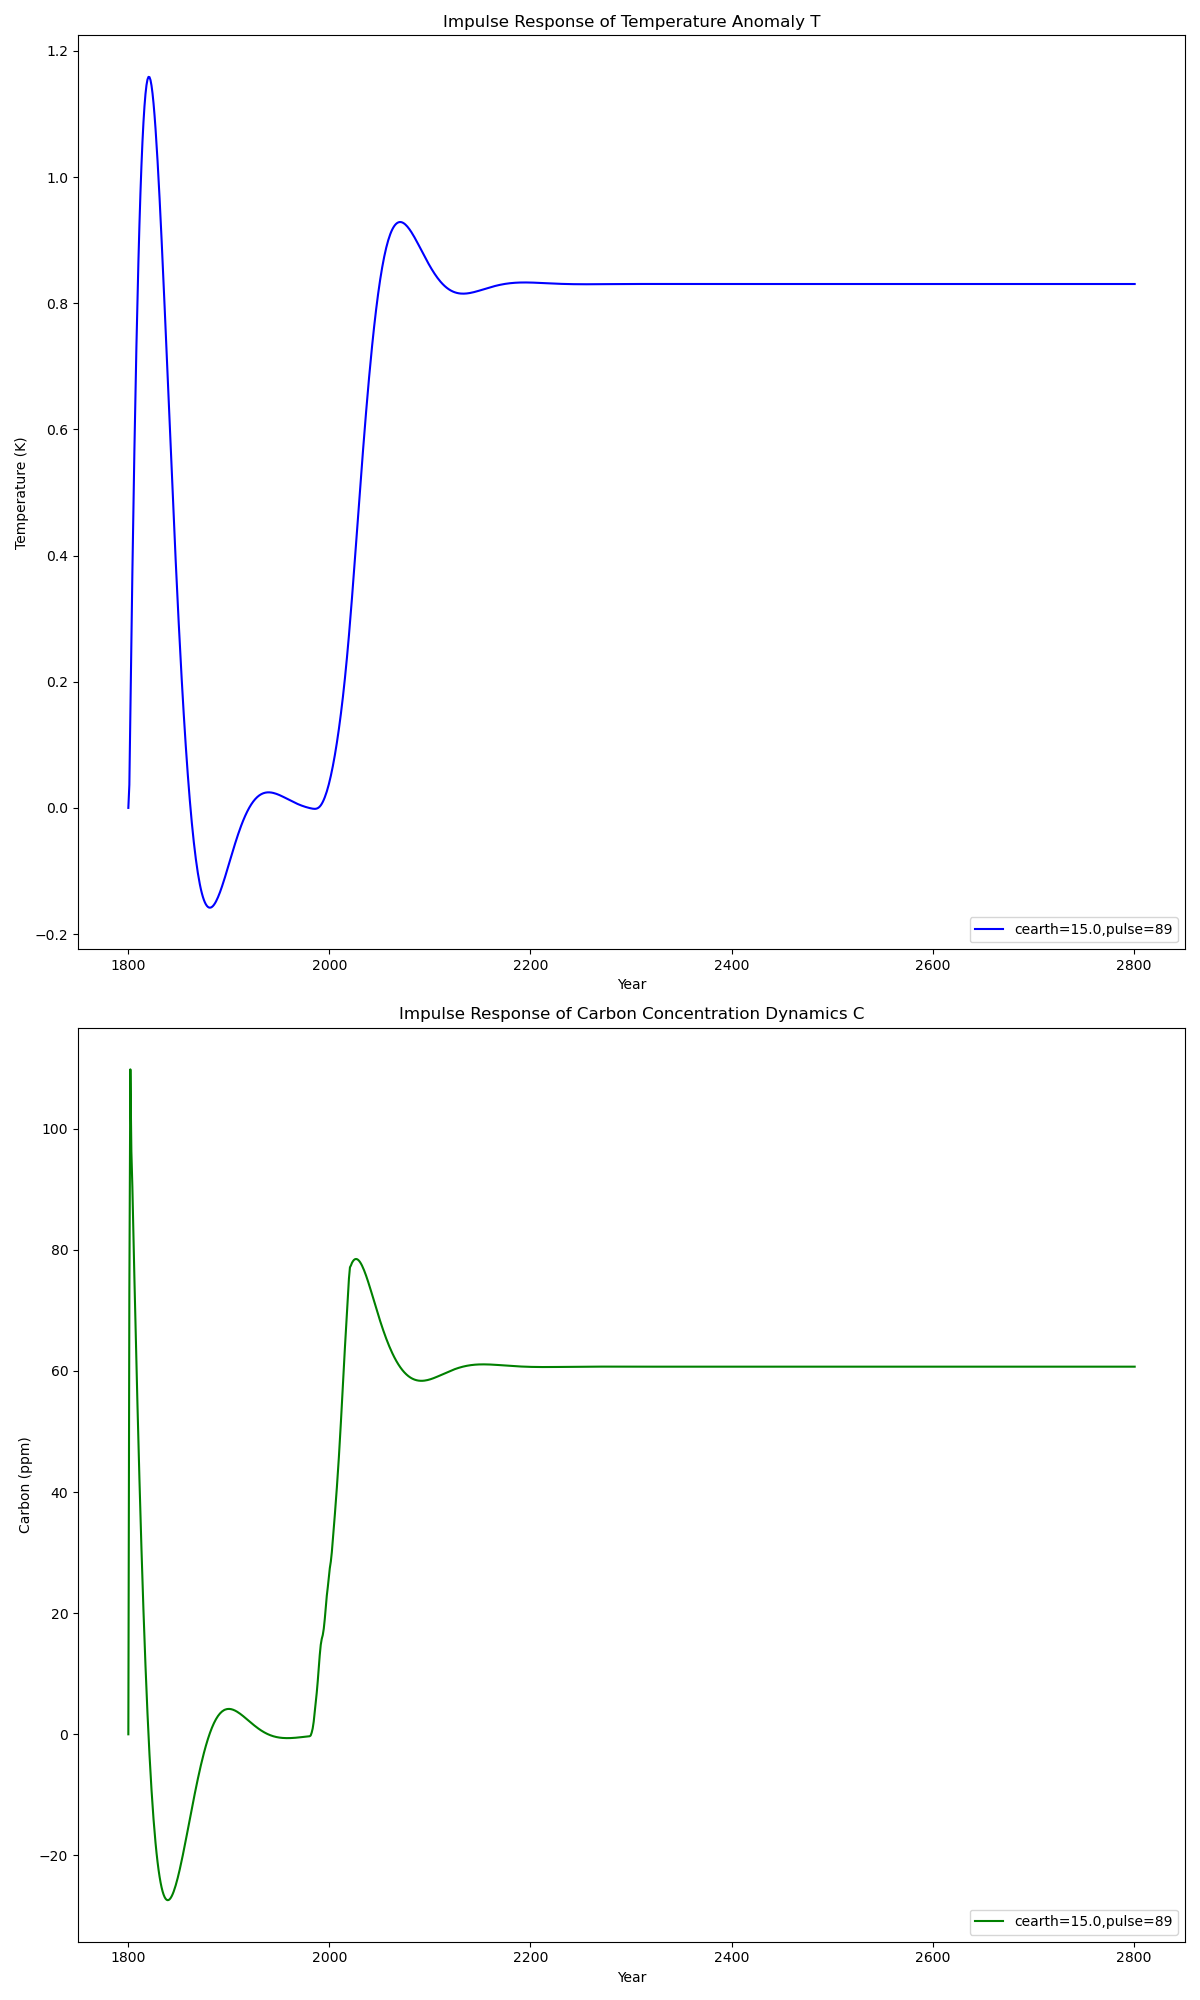 Impulse Response of Temperature Anomaly T
1.2
1.0
0.8
0.6
0.4
0.2
0.0
−0.2
Temperature (K)
cearth=15.0,pulse=89
1800 2000 2200 2400 2600 2800
Year
Impulse Response of Carbon Concentration Dynamics C
100
80
60
40
20
0
−20
Carbon (ppm)
cearth=15.0,pulse=89
1800 2000 2200 2400 2600 2800
Year